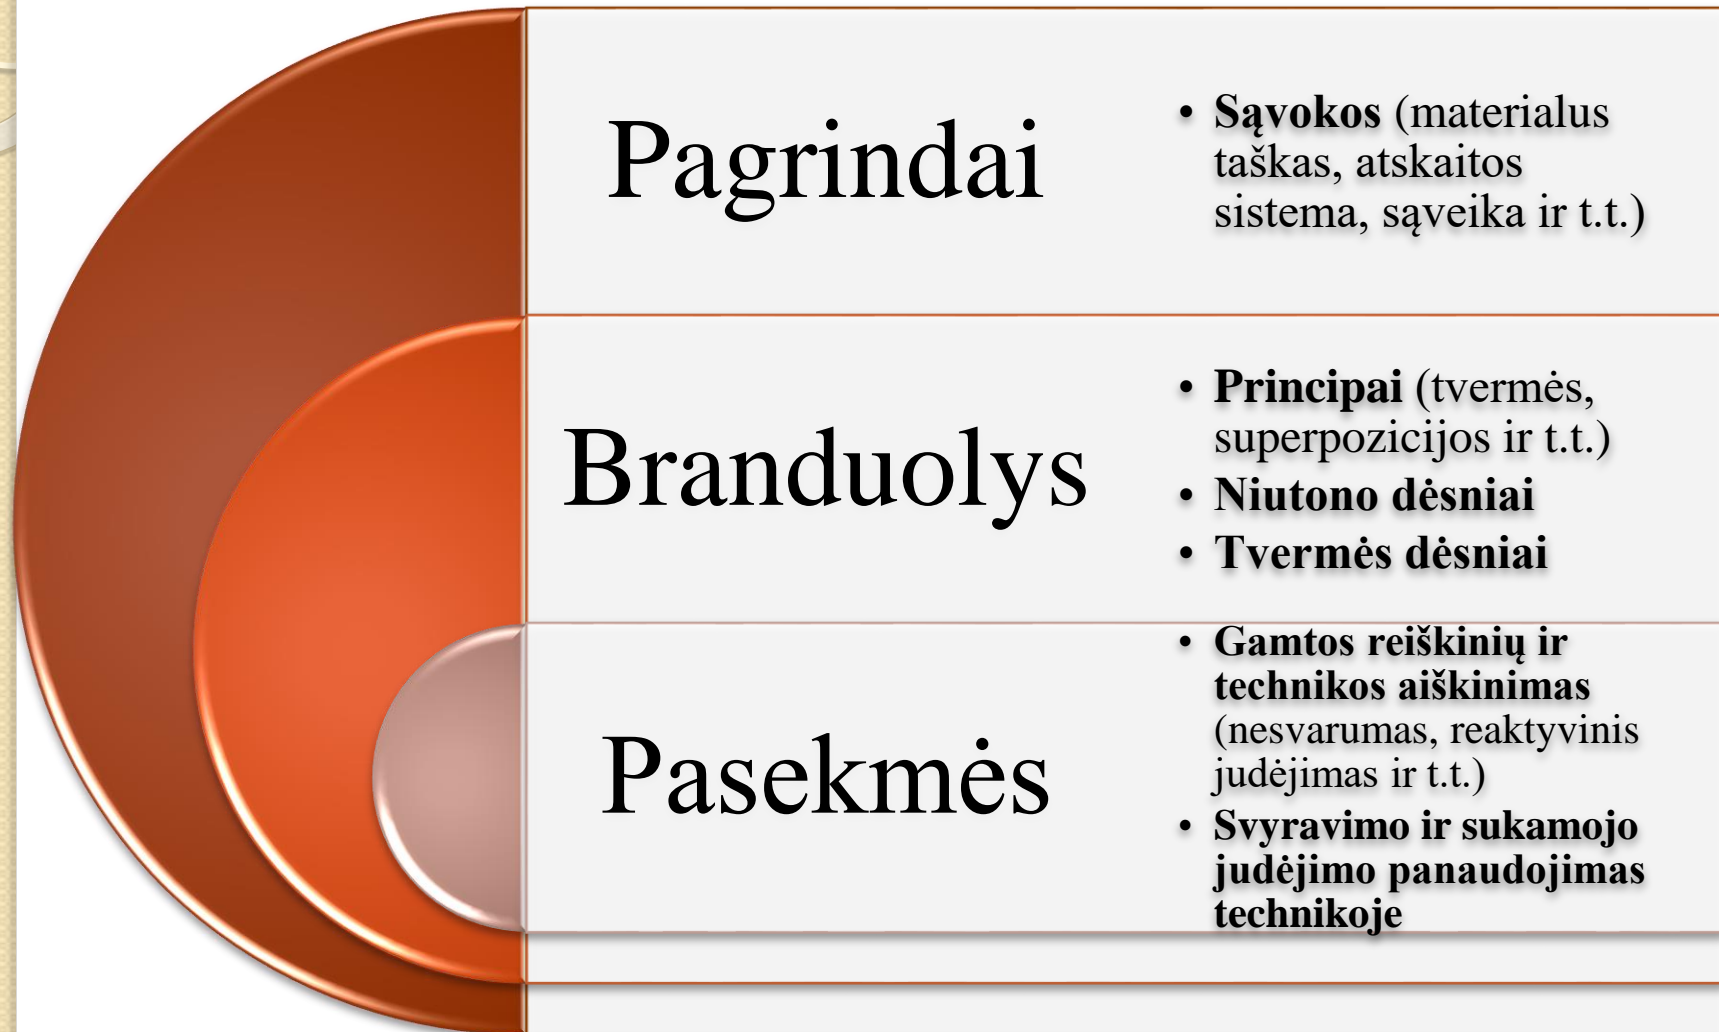 Pagrindai
• Sąvokos (materialus
taškas, atskaitos
sistema, sąveika ir t.t.)
Branduolys
• Principai (tvermės,
superpozicijos ir t.t.)
• Niutono dėsniai
• Tvermės dėsniai
Pasekmės
• Gamtos reiškinių ir
technikos aiškinimas
(nesvarumas, reaktyvinis
judėjimas ir t.t.)
• Svyravimo ir sukamojo
judėjimo panaudojimas
technikoje